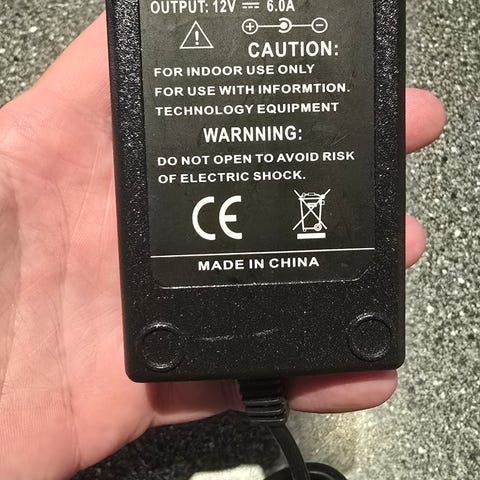 OUTPUT: 12V ⎓ 6.0A
CAUTION:
FOR INDOOR USE ONLY
FOR USE WITH INFORMTION.
TECHNOLOGY EQUIPMENT
WARNNING:
DO NOT OPEN TO AVOID RISK
OF ELECTRIC SHOCK.
CE
MADE IN CHINA